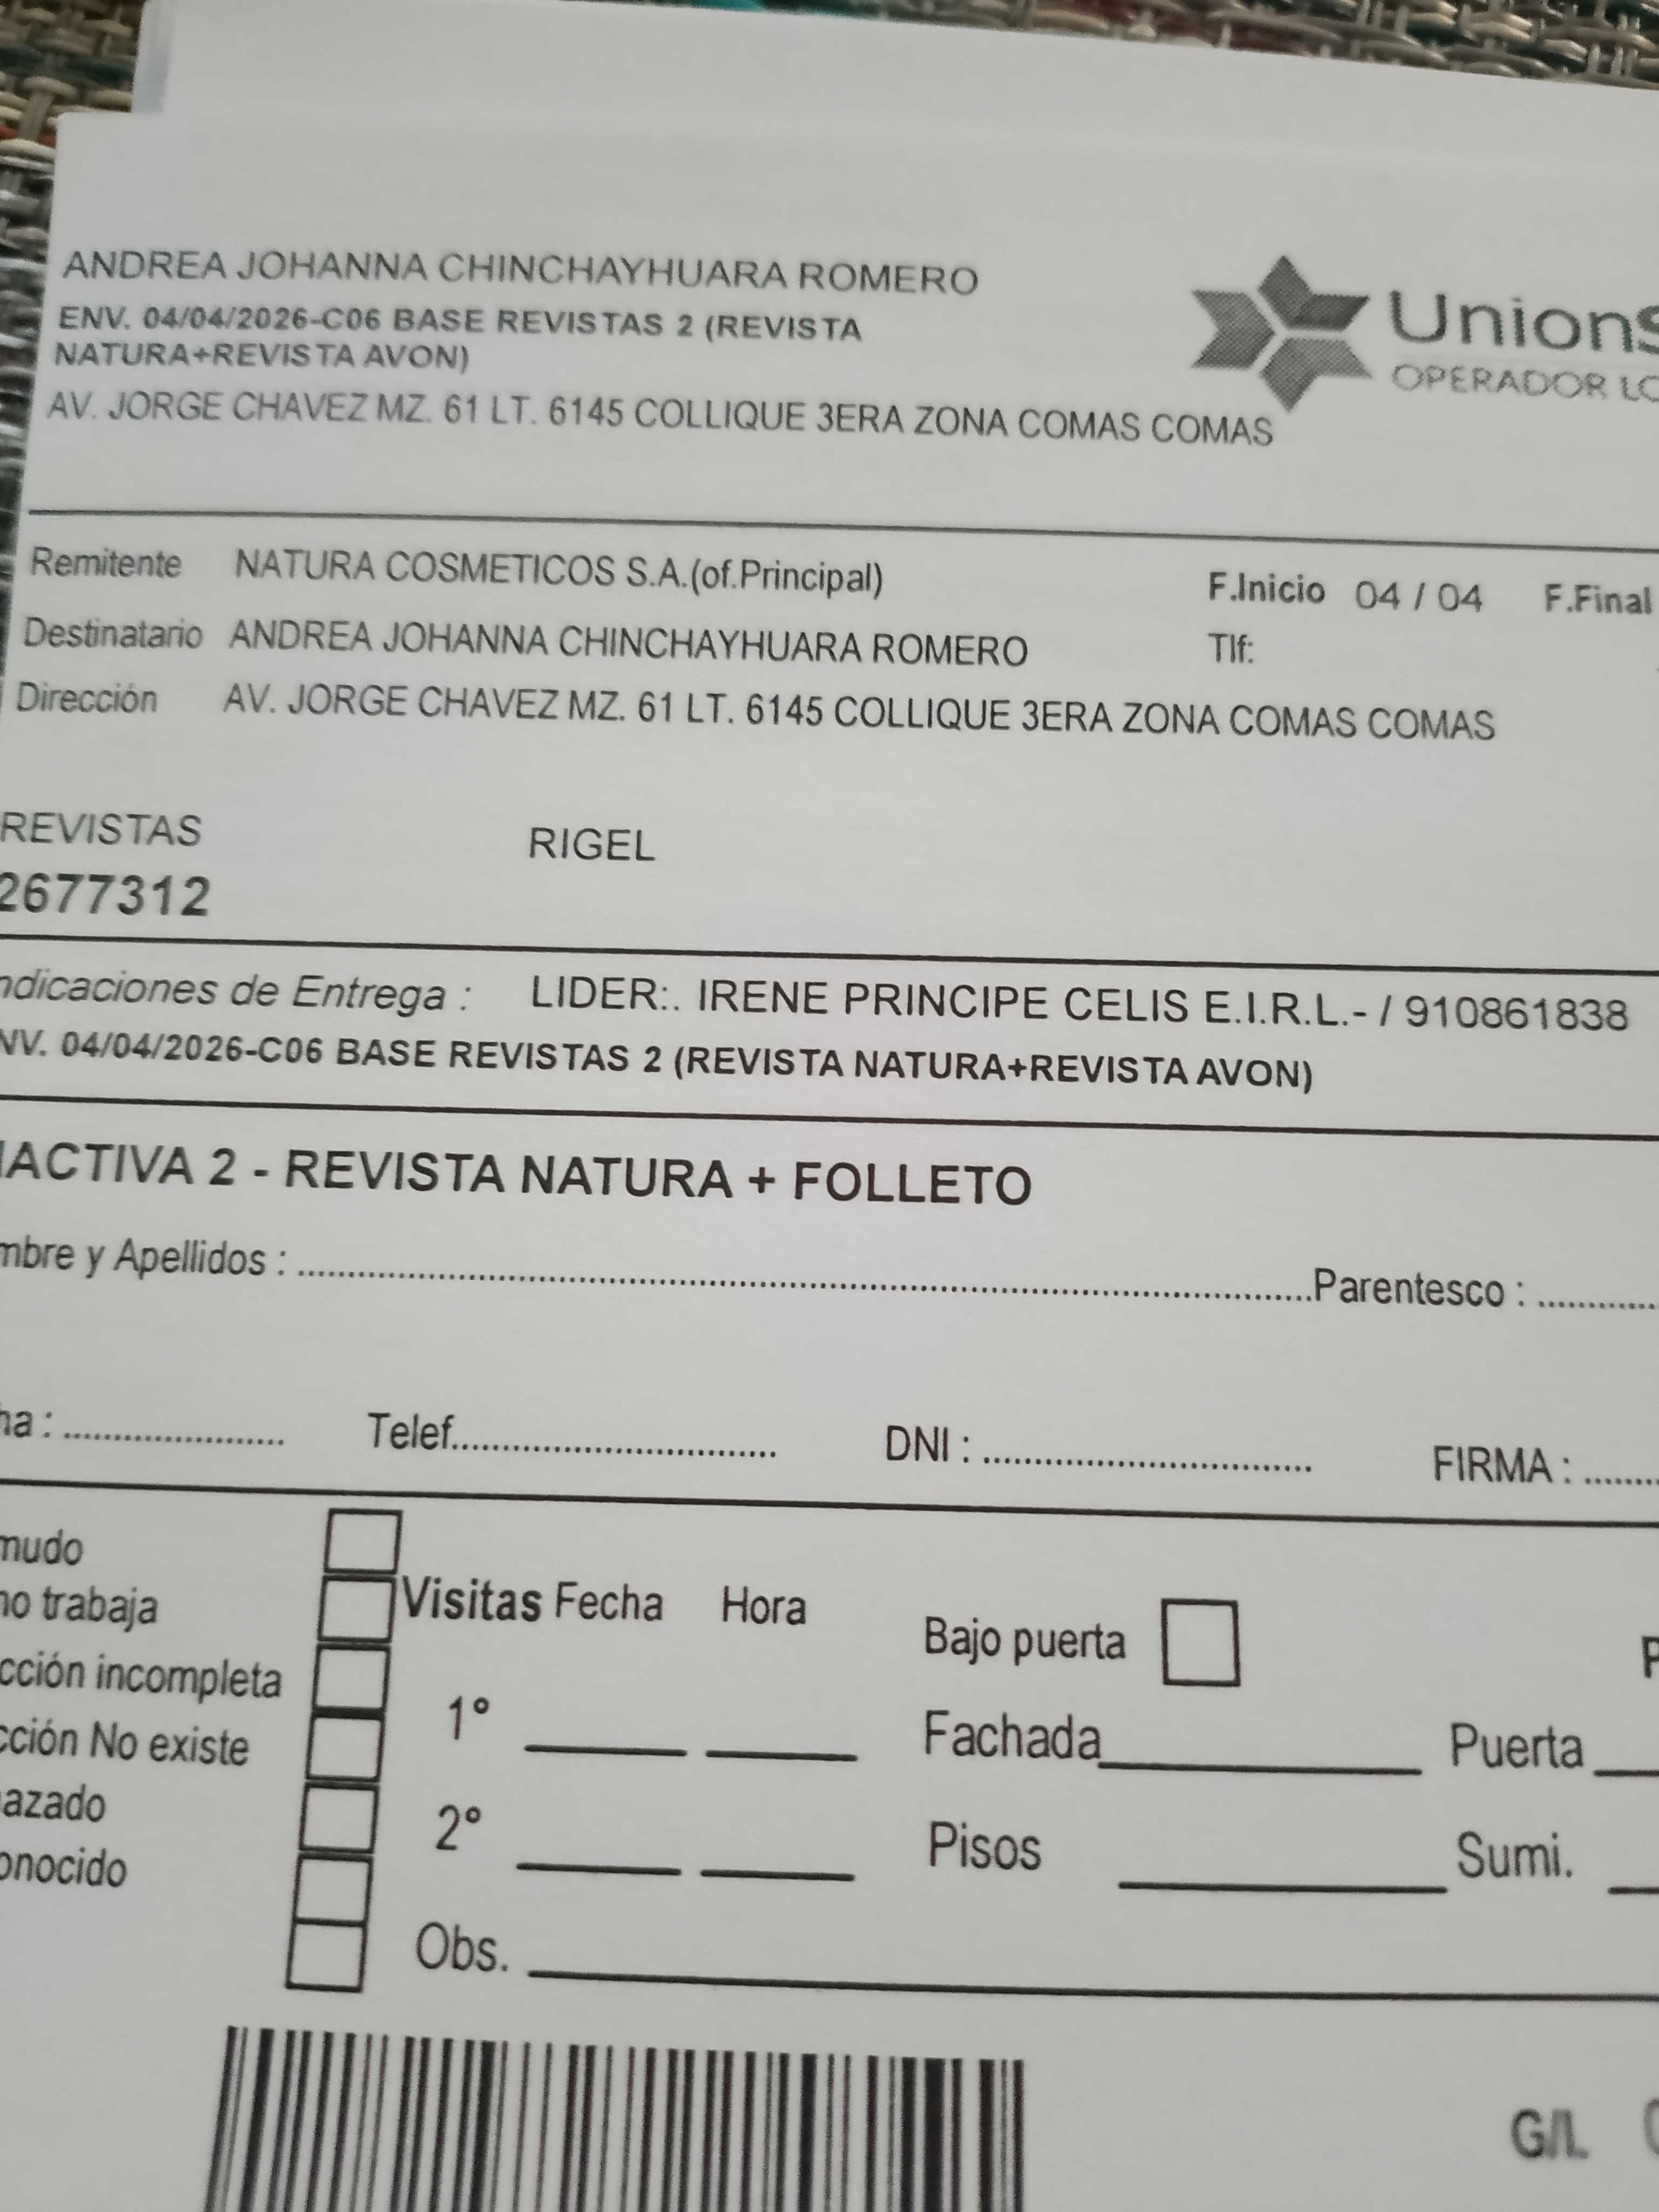 ANDREA JOHANNA CHINCHAYHUARA ROMERO
ENV. 04/04/2026-C06 BASE REVISTAS 2 (REVISTA
NATURA+REVISTA AVON)
AV. JORGE CHAVEZ MZ. 61 LT. 6145 COLLIQUE 3ERA ZONA COMAS COMAS
UnionS
OPERADOR LO
Remitente NATURA COSMETICOS S.A.(of.Principal) F.Inicio 04 / 04 F.Final
Destinatario ANDREA JOHANNA CHINCHAYHUARA ROMERO Tlf:
Dirección AV. JORGE CHAVEZ MZ. 61 LT. 6145 COLLIQUE 3ERA ZONA COMAS COMAS
REVISTAS RIGEL
2677312
ndicaciones de Entrega : LIDER:. IRENE PRINCIPE CELIS E.I.R.L.- / 910861838
NV. 04/04/2026-C06 BASE REVISTAS 2 (REVISTA NATURA+REVISTA AVON)
IACTIVA 2 - REVISTA NATURA + FOLLETO
mbre y Apellidos : Parentesco :
ha : Telef. DNI : FIRMA :
mudo
no trabaja Visitas Fecha Hora Bajo puerta
cción incompleta 1° Fachada Puerta
cción No existe
azado 2° Pisos Sumi.
onocido
Obs.
G/L